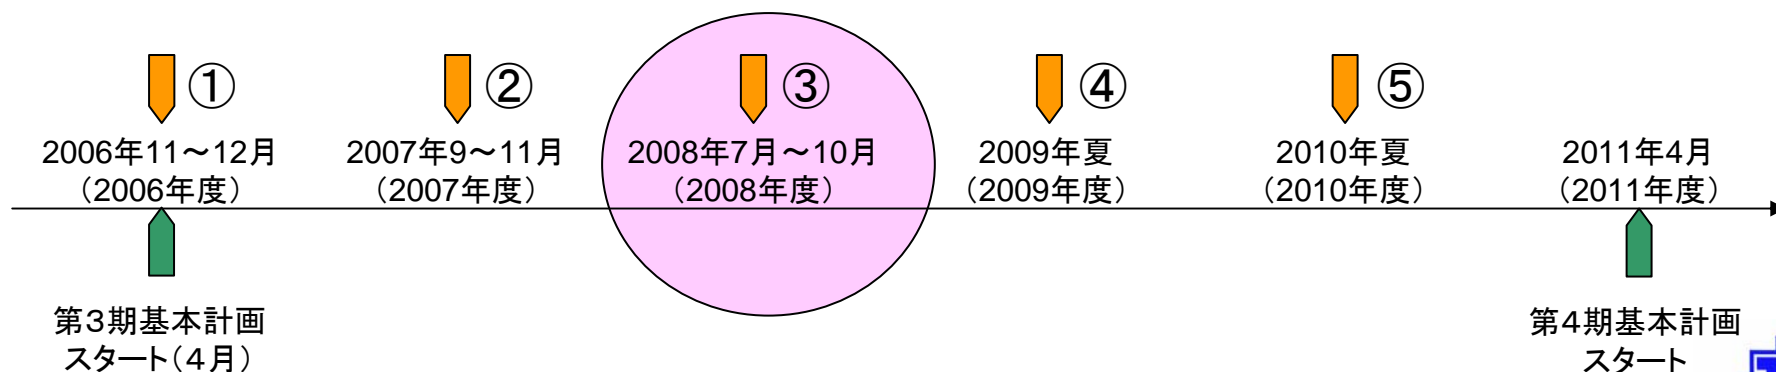 ① ② ③ ④ ⑤
2006年11～12月 2007年9～11月 2008年7月～10月 2009年夏 2010年夏 2011年4月
（2006年度） （2007年度） （2008年度） （2009年度） （2010年度） （2011年度）
第３期基本計画 第４期基本計画
スタート（４月） スタート